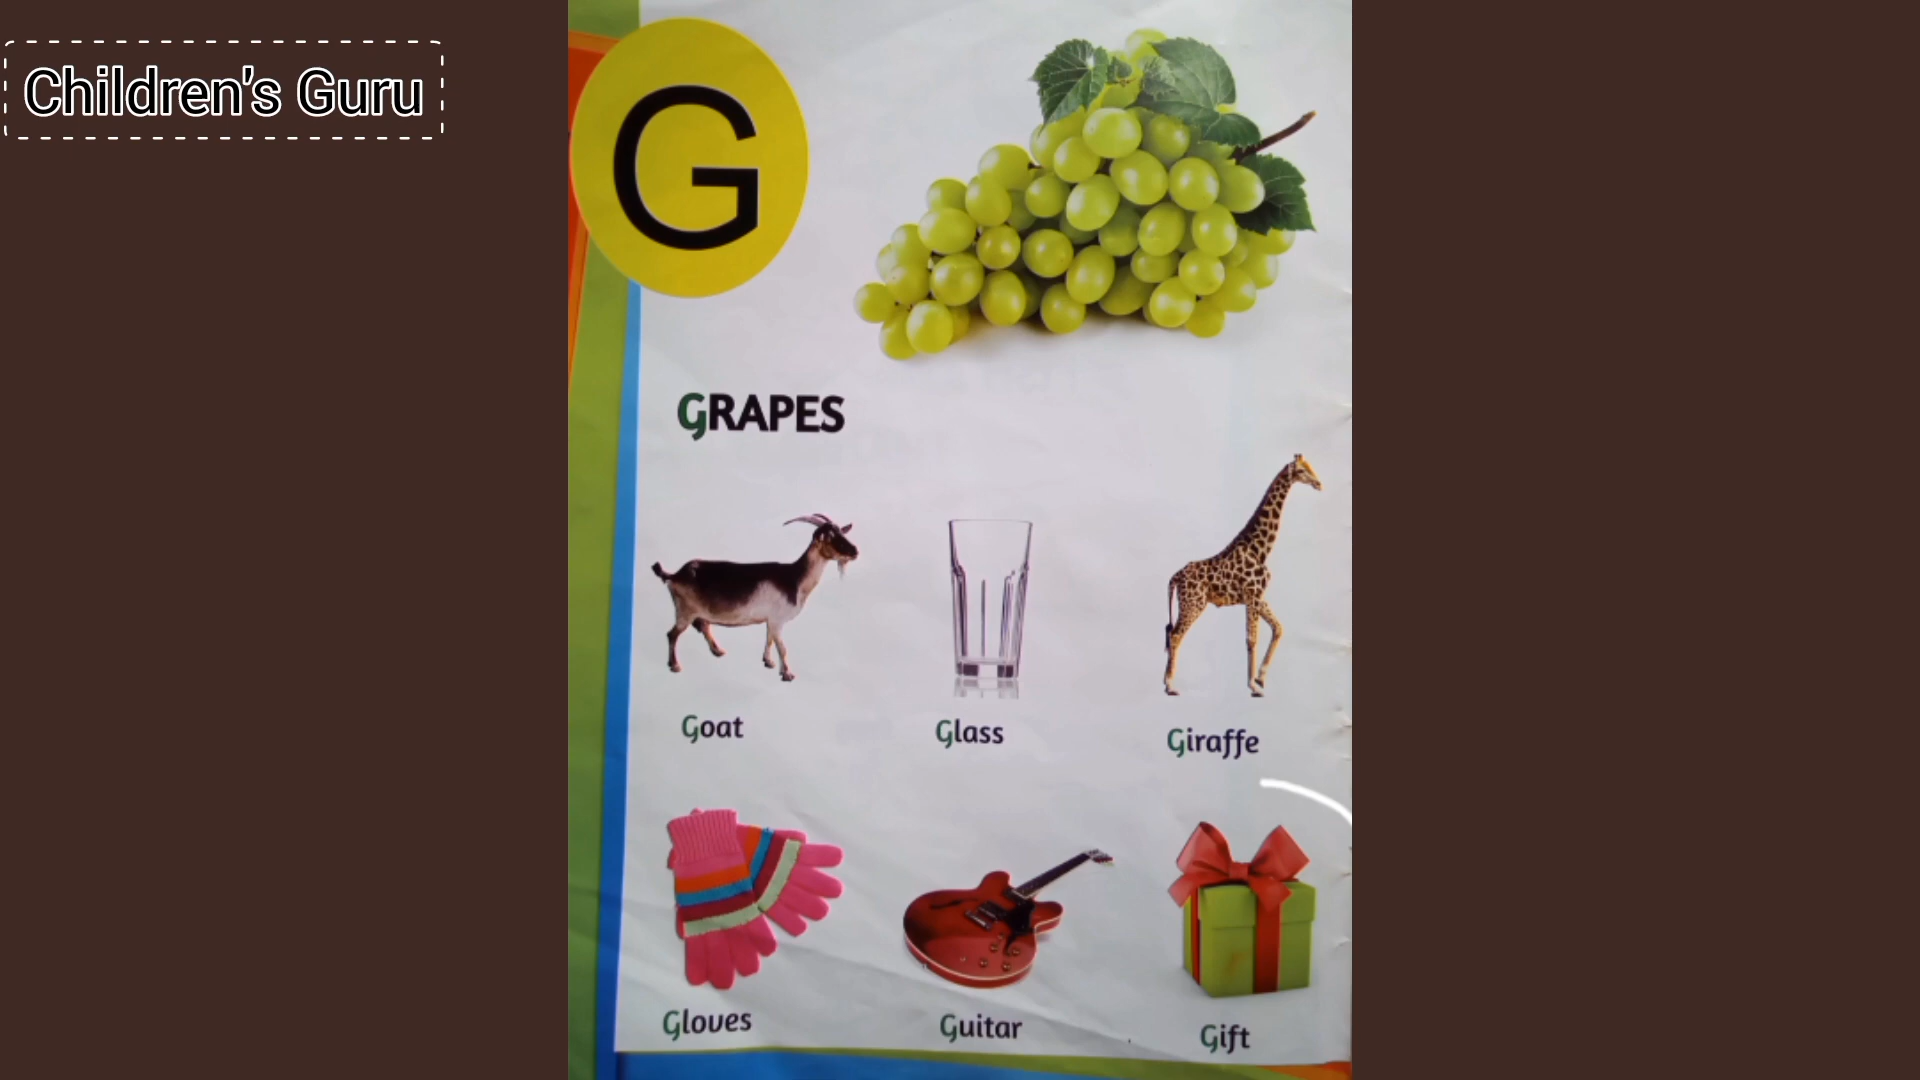 Children's Guru
G
GRAPES
Goat
Glass
Giraffe
Gloves
Guitar
Gift